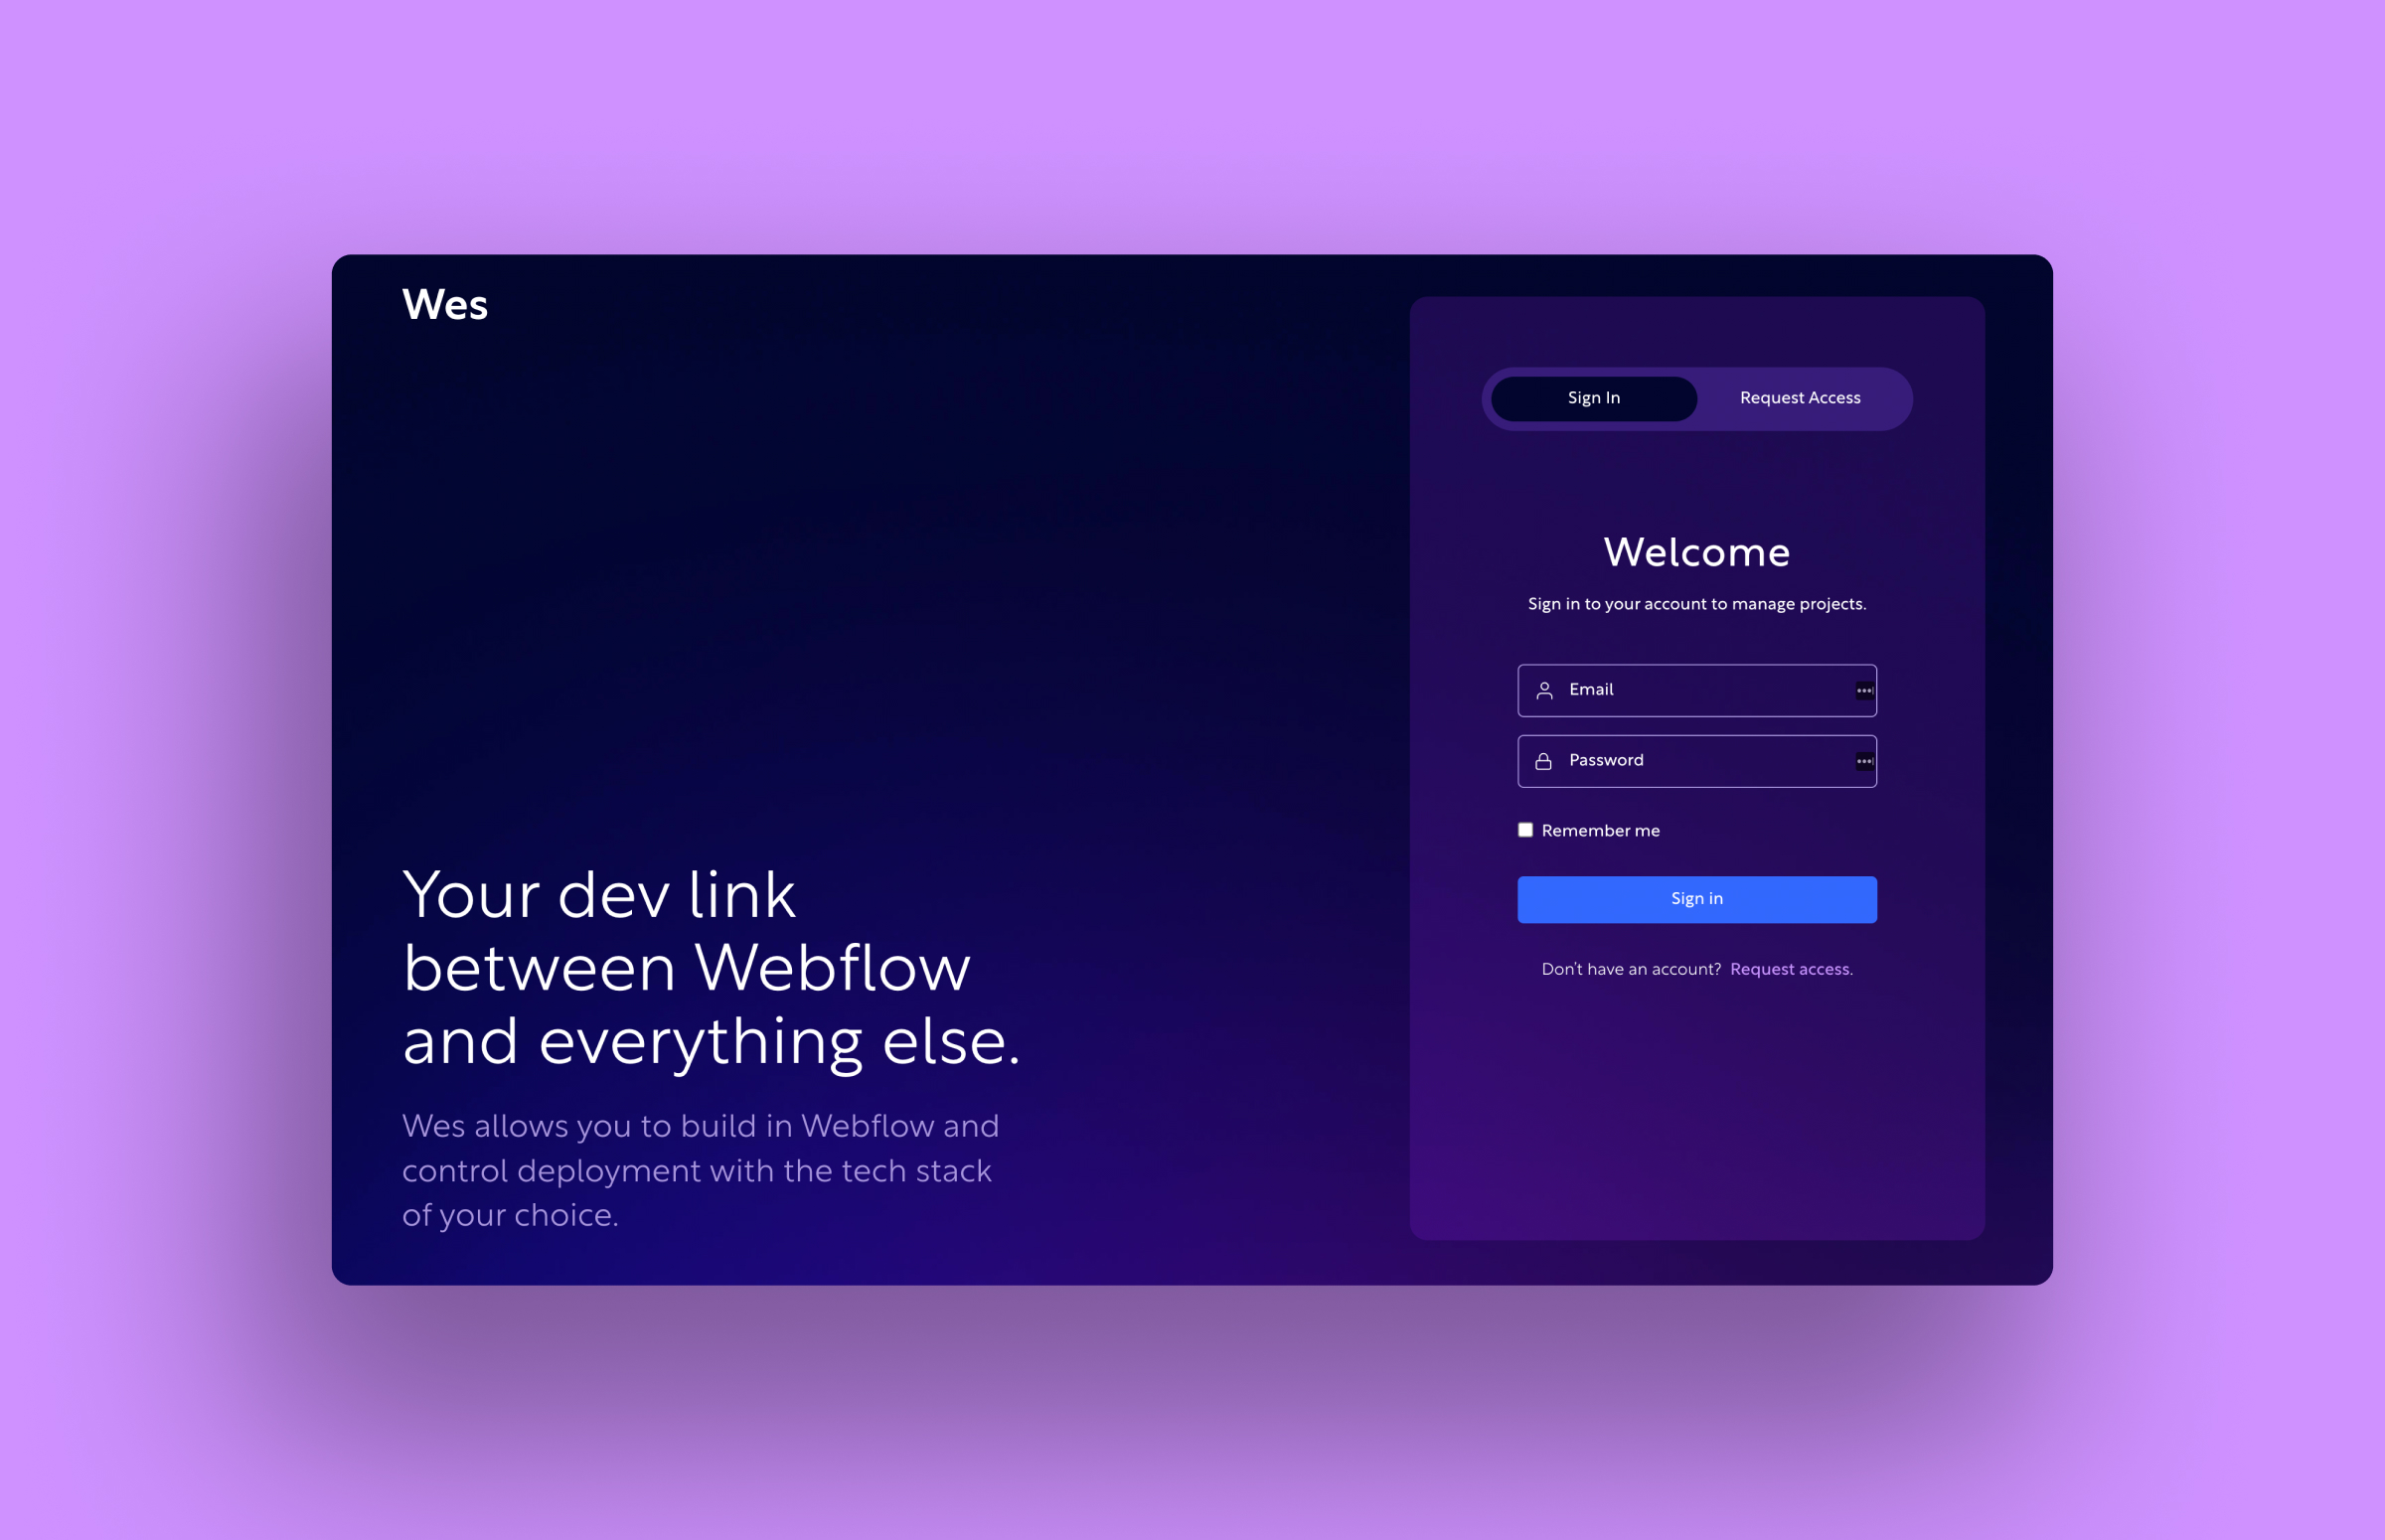 Wes
Your dev link
between Webflow
and everything else.
Wes allows you to build in Webflow and
control deployment with the tech stack
of your choice.
Sign In
Request Access
Welcome
Sign in to your account to manage projects.
Email
Password
Remember me
Sign in
Don't have an account? Request access.